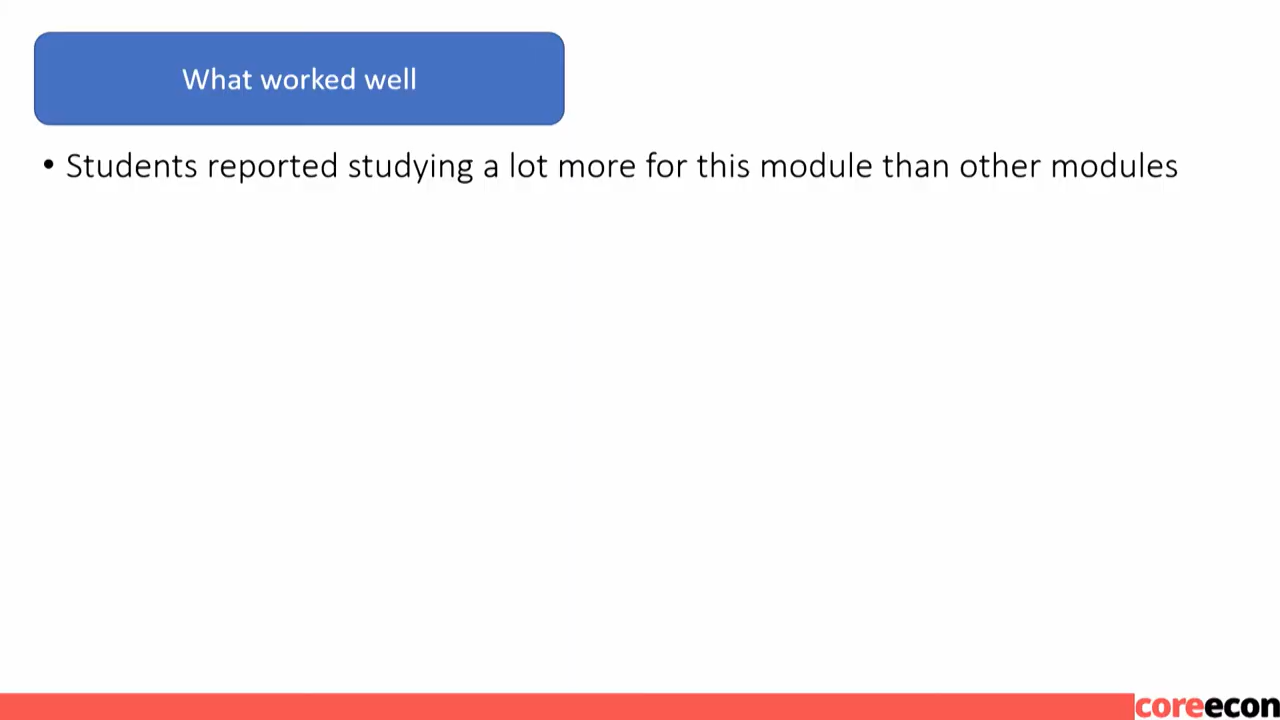 What worked well
• Students reported studying a lot more for this module than other modules
coreecon